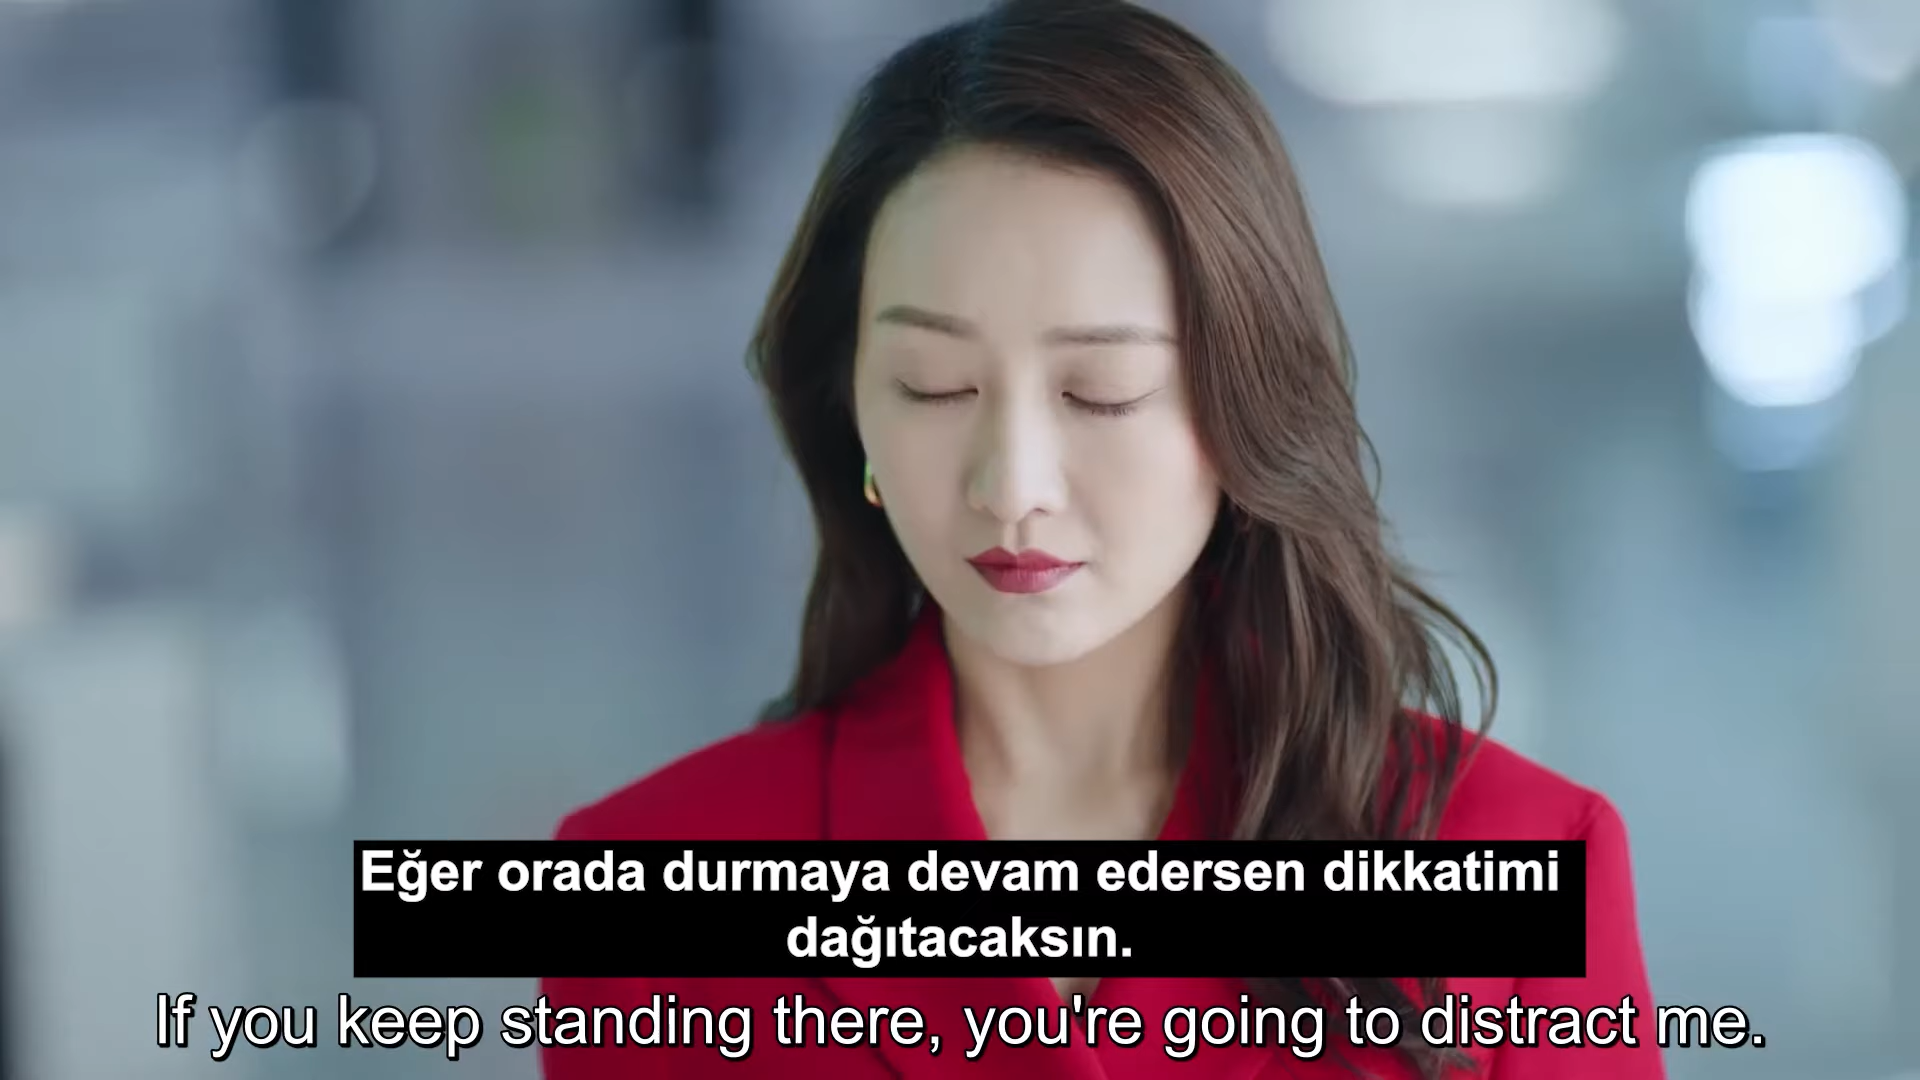 Eğer orada durmaya devam edersen dikkatimi
dağıtacaksın.
If you keep standing there, you're going to distract me.